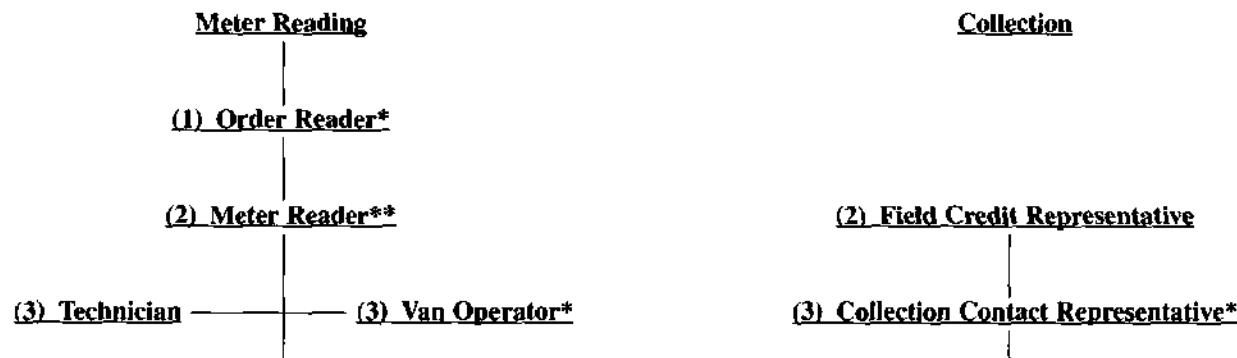 Meter Reading Collection
(1) Order Reader*
(2) Meter Reader** (2) Field Credit Representative
(3) Technician (3) Van Operator* (3) Collection Contact Representative*